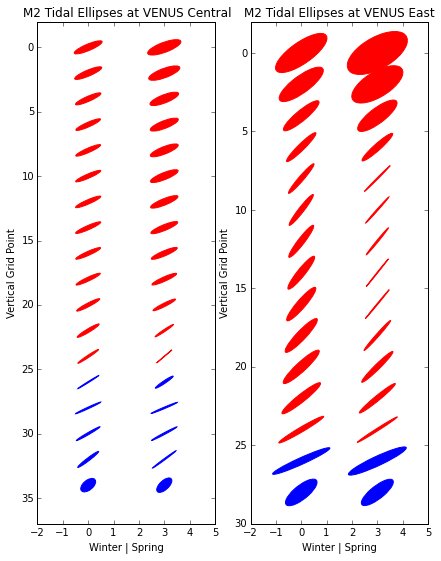 M2 Tidal Ellipses at VENUS Central
M2 Tidal Ellipses at VENUS East
0
5
10
15
20
25
30
35
Vertical Grid Point
−2 −1 0 1 2 3 4 5
Winter | Spring
0
5
10
15
20
25
30
Vertical Grid Point
−2 −1 0 1 2 3 4 5
Winter | Spring